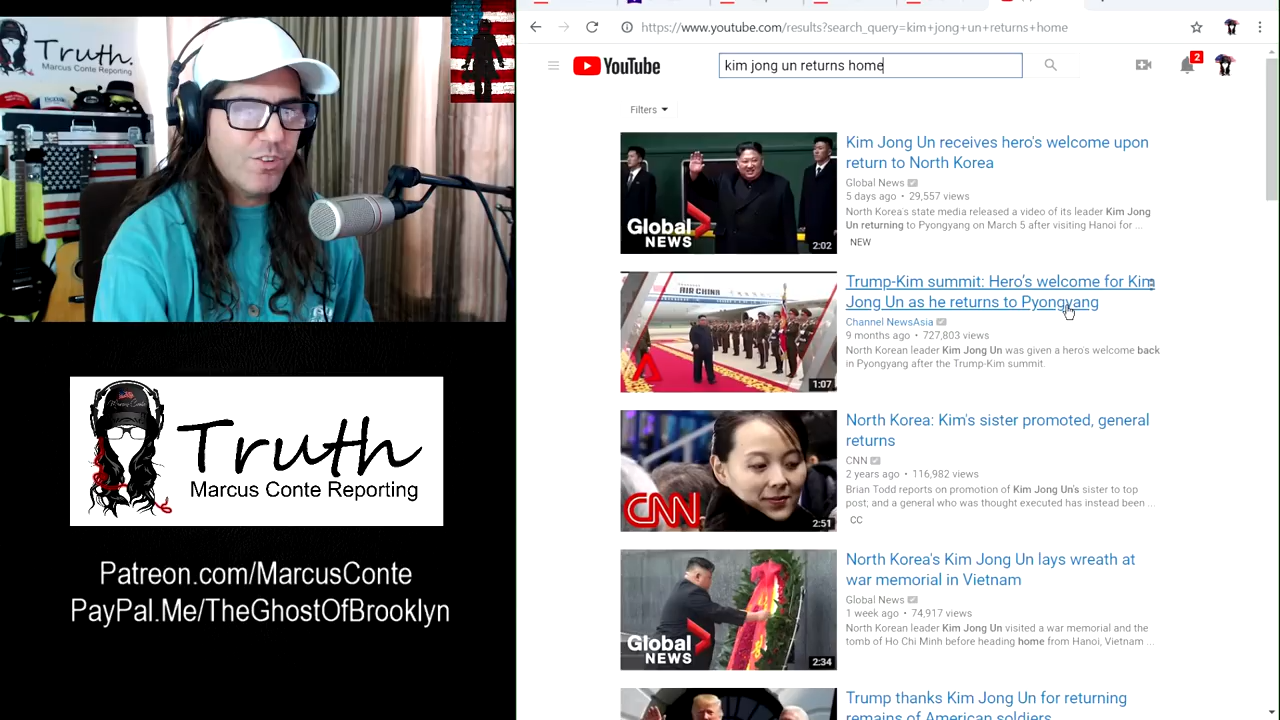 Truth.
Marcus Conte Reporting
Truth
Marcus Conte Reporting
Patreon.com/MarcusConte
PayPal.Me/TheGhostOfBrooklyn
https://www.youtube.com/results?search_query=kim+jong+un+returns+home
YouTube
kim jong un returns home
2
Filters
Global
NEWS
2:02
Kim Jong Un receives hero's welcome upon
return to North Korea
Global News
5 days ago • 29,557 views
North Korea's state media released a video of its leader Kim Jong
Un returning to Pyongyang on March 5 after visiting Hanoi for ...
NEW
AIR CHINA
1:07
Trump-Kim summit: Hero's welcome for Kim
Jong Un as he returns to Pyongyang
Channel NewsAsia
9 months ago • 727,803 views
North Korean leader Kim Jong Un was given a hero's welcome back
in Pyongyang after the Trump-Kim summit.
CNN
2:51
North Korea: Kim's sister promoted, general
returns
CNN
2 years ago • 116,982 views
Brian Todd reports on promotion of Kim Jong Un's sister to top
post, and a general who was thought executed has instead been ...
CC
Global
NEWS
2:34
North Korea's Kim Jong Un lays wreath at
war memorial in Vietnam
Global News
1 week ago • 74,917 views
North Korean leader Kim Jong Un visited a war memorial and the
tomb of Ho Chi Minh before heading home from Hanoi, Vietnam ...
Trump thanks Kim Jong Un for returning
remains of American soldiers